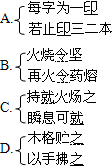 A.
每字为一印
若止印三二本
B.
火烧令坚
再火令药熔
C.
持就火炀之
瞬息可就
D.
木格贮之
以手拂之